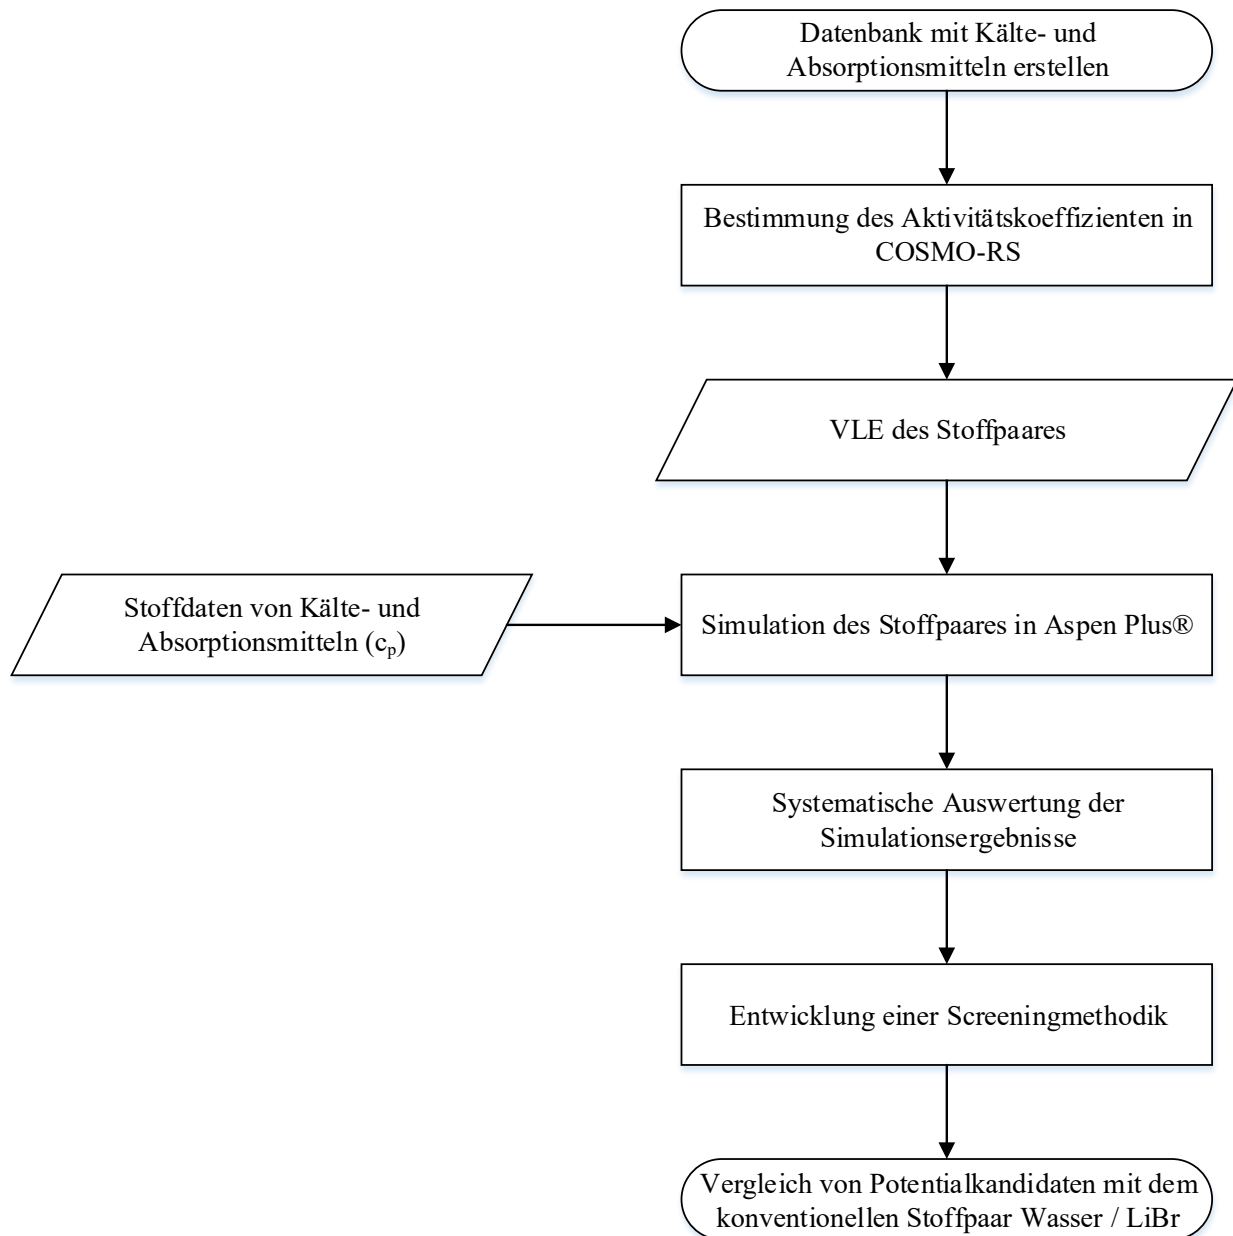 Datenbank mit Kälte- und
Absorptionsmitteln erstellen
Bestimmung des Aktivitätskoeffizienten in
COSMO-RS
VLE des Stoffpaares
Stoffdaten von Kälte- und
Absorptionsmitteln (cₚ)
Simulation des Stoffpaares in Aspen Plus®
Systematische Auswertung der
Simulationsergebnisse
Entwicklung einer Screeningmethodik
Vergleich von Potentialkandidaten mit dem
konventionellen Stoffpaar Wasser / LiBr